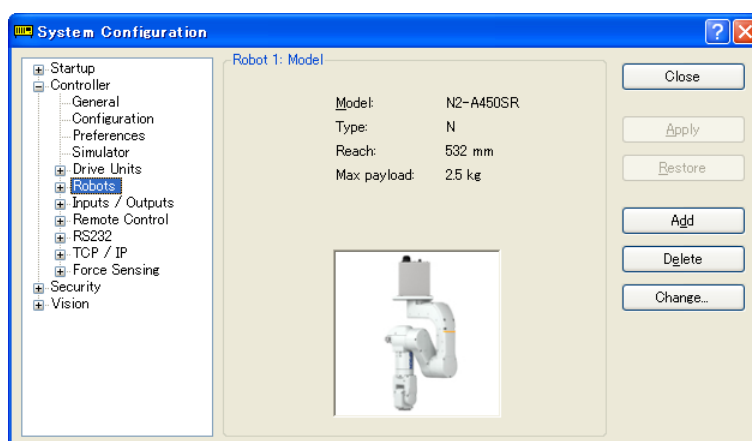 System Configuration
Startup
Controller
General
Configuration
Preferences
Simulator
Drive Units
Robots
Inputs / Outputs
Remote Control
RS232
TCP / IP
Force Sensing
Security
Vision
Robot 1: Model
Model: N2-A450SR
Type: N
Reach: 532 mm
Max payload: 2.5 kg
Close
Apply
Restore
Add
Delete
Change...